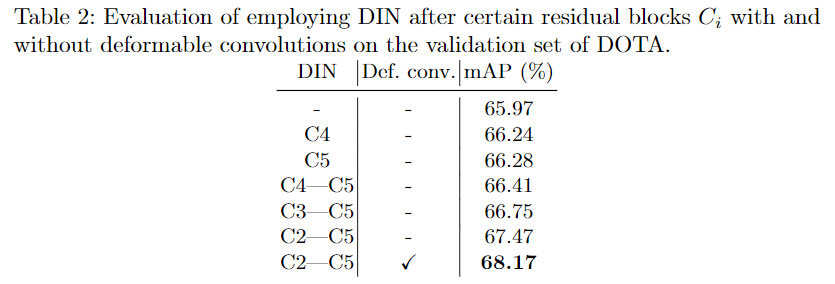 Table 2: Evaluation of employing DIN after certain residual blocks Ci with and
without deformable convolutions on the validation set of DOTA.
DIN Def. conv. mAP (%)
- - 65.97
C4 - 66.24
C5 - 66.28
C4—C5 - 66.41
C3—C5 - 66.75
C2—C5 - 67.47
C2—C5 ✓ 68.17